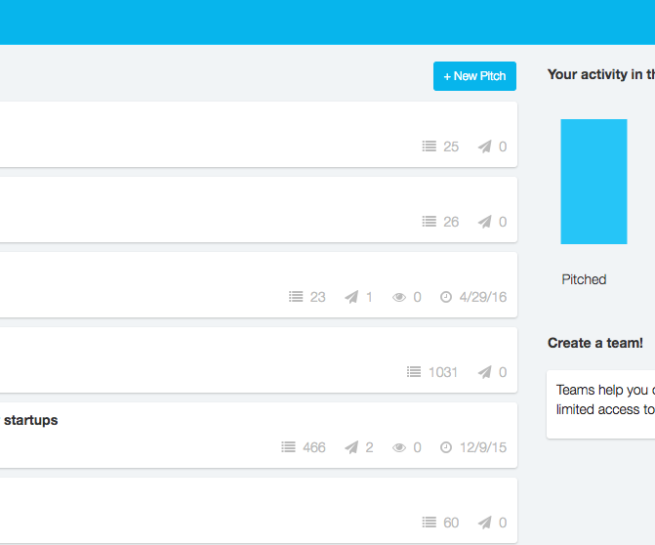 + New Pitch
25 0
26 0
23 1 0 4/29/16
1031 0
startups
466 2 0 12/9/15
60 0
Your activity in
Pitched
Create a team!
Teams help you
limited access to